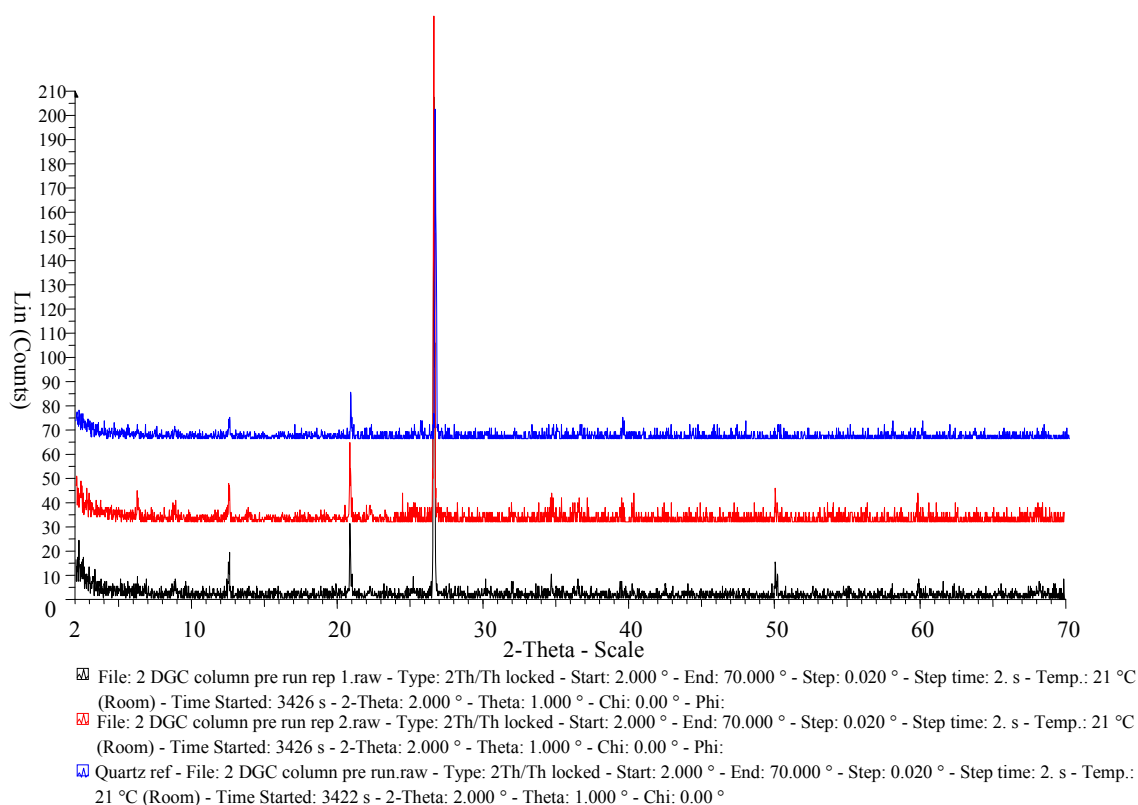 210
200
190
180
170
160
150
140
130
120
110
100
90
80
70
60
50
40
30
20
10
0
Lin (Counts)
2 10 20 30 40 50 60 70
2-Theta - Scale
File: 2 DGC column pre run rep 1.raw - Type: 2Th/Th locked - Start: 2.000 ° - End: 70.000 ° - Step: 0.020 ° - Step time: 2. s - Temp.: 21 °C
(Room) - Time Started: 3426 s - 2-Theta: 2.000 ° - Theta: 1.000 ° - Chi: 0.00 ° - Phi:
File: 2 DGC column pre run rep 2.raw - Type: 2Th/Th locked - Start: 2.000 ° - End: 70.000 ° - Step: 0.020 ° - Step time: 2. s - Temp.: 21 °C
(Room) - Time Started: 3426 s - 2-Theta: 2.000 ° - Theta: 1.000 ° - Chi: 0.00 ° - Phi:
Quartz ref - File: 2 DGC column pre run.raw - Type: 2Th/Th locked - Start: 2.000 ° - End: 70.000 ° - Step: 0.020 ° - Step time: 2. s - Temp.:
21 °C (Room) - Time Started: 3422 s - 2-Theta: 2.000 ° - Theta: 1.000 ° - Chi: 0.00 °